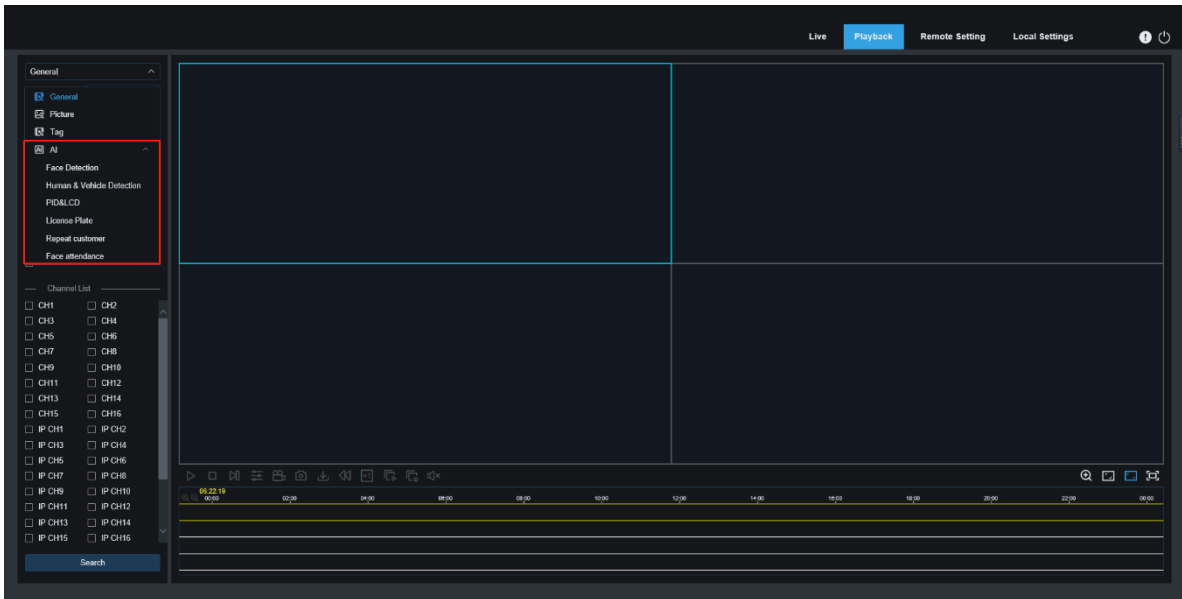 Live Playback Remote Setting Local Settings
General
General
Picture
Tag
AI AI
Face Detection
Human & Vehicle Detection
PID&LCD
License Plate
Repeat customer
Face attendance
Channel List
CH1 CH2
CH3 CH4
CH5 CH6
CH7 CH8
CH9 CH10
CH11 CH12
CH13 CH14
CH15 CH16
IP CH1 IP CH2
IP CH3 IP CH4
IP CH5 IP CH6
IP CH7 IP CH8
IP CH9 IP CH10
IP CH11 IP CH12
IP CH13 IP CH14
IP CH15 IP CH16
Search
06:22:19
00:00 02:00 04:00 06:00 08:00 10:00 12:00 14:00 16:00 18:00 20:00 22:00 00:00